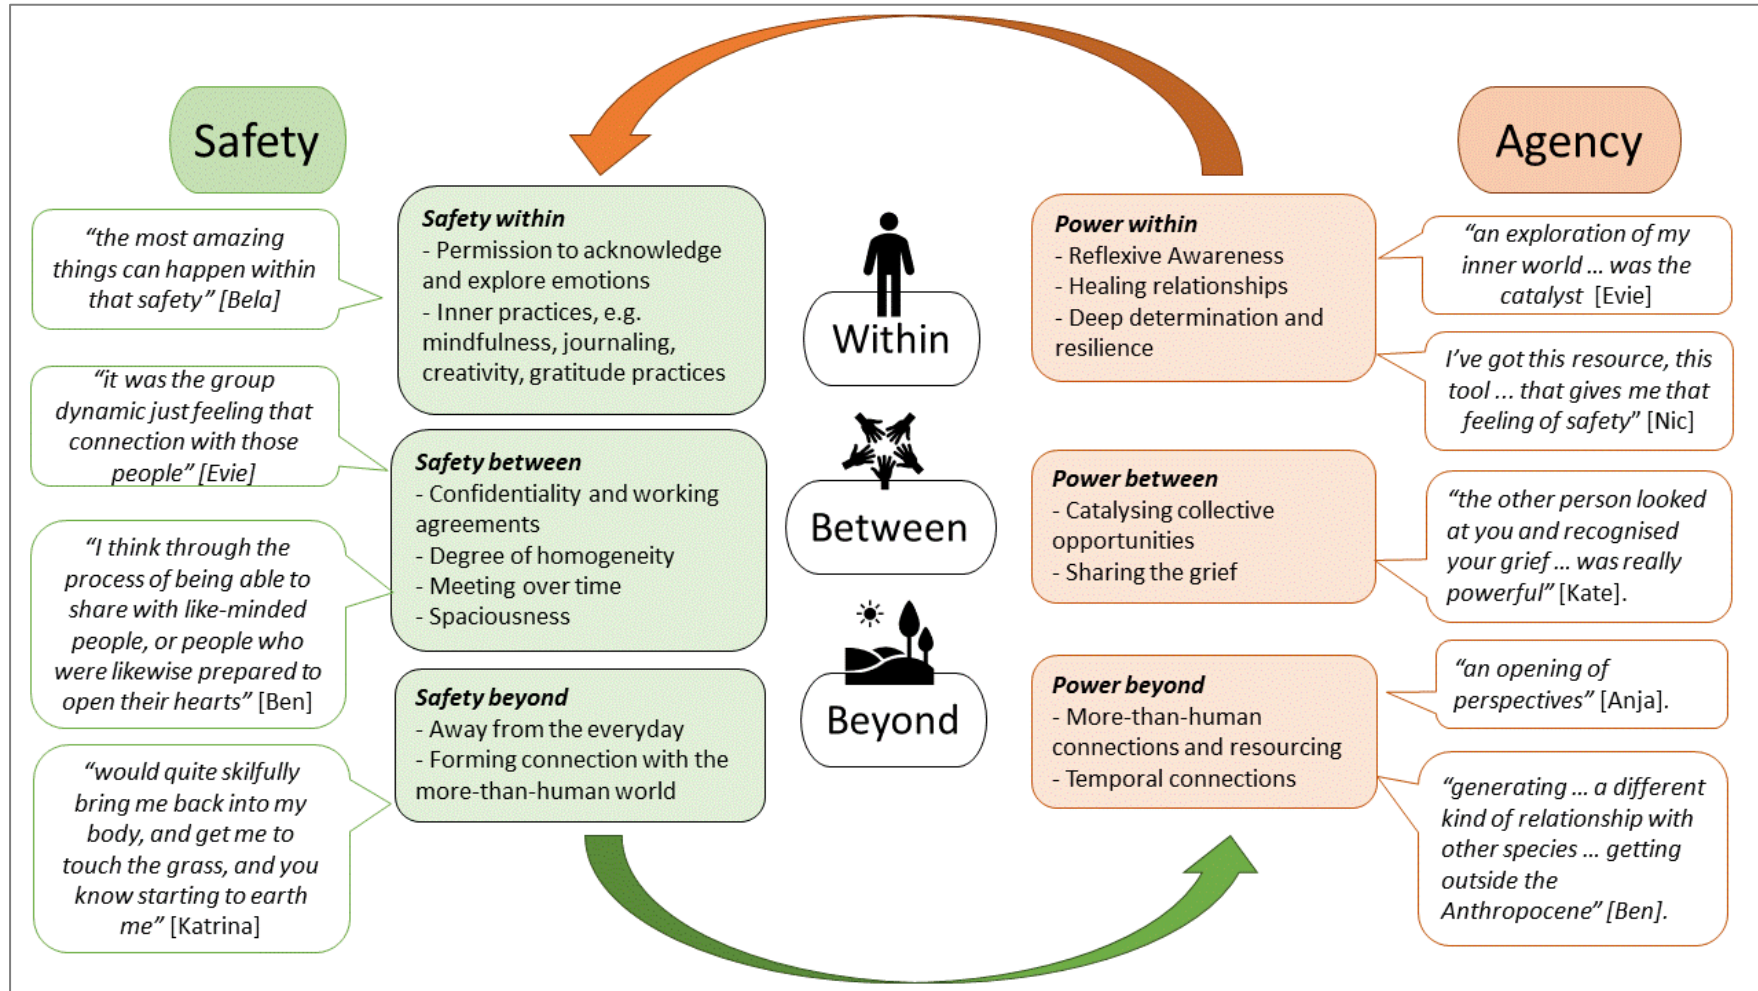 Safety
“the most amazing
things can happen within
that safety” [Bela]
“it was the group
dynamic just feeling that
connection with those
people” [Evie]
“I think through the
process of being able to
share with like-minded
people, or people who
were likewise prepared to
open their hearts” [Ben]
“would quite skilfully
bring me back into my
body, and get me to
touch the grass, and you
know starting to earth
me” [Katrina]
Safety within
- Permission to acknowledge
and explore emotions
- Inner practices, e.g.
mindfulness, journaling,
creativity, gratitude practices
Safety between
- Confidentiality and working
agreements
- Degree of homogeneity
- Meeting over time
- Spaciousness
Safety beyond
- Away from the everyday
- Forming connection with the
more-than-human world
Within
Between
Beyond
Agency
Power within
- Reflexive Awareness
- Healing relationships
- Deep determination and
resilience
Power between
- Catalysing collective
opportunities
- Sharing the grief
Power beyond
- More-than-human
connections and resourcing
- Temporal connections
“an exploration of my
inner world ... was the
catalyst [Evie]
I’ve got this resource, this
tool ... that gives me that
feeling of safety” [Nic]
“the other person looked
at you and recognised
your grief ... was really
powerful” [Kate].
“an opening of
perspectives” [Anja].
“generating ... a different
kind of relationship with
other species ... getting
outside the
Anthropocene” [Ben].